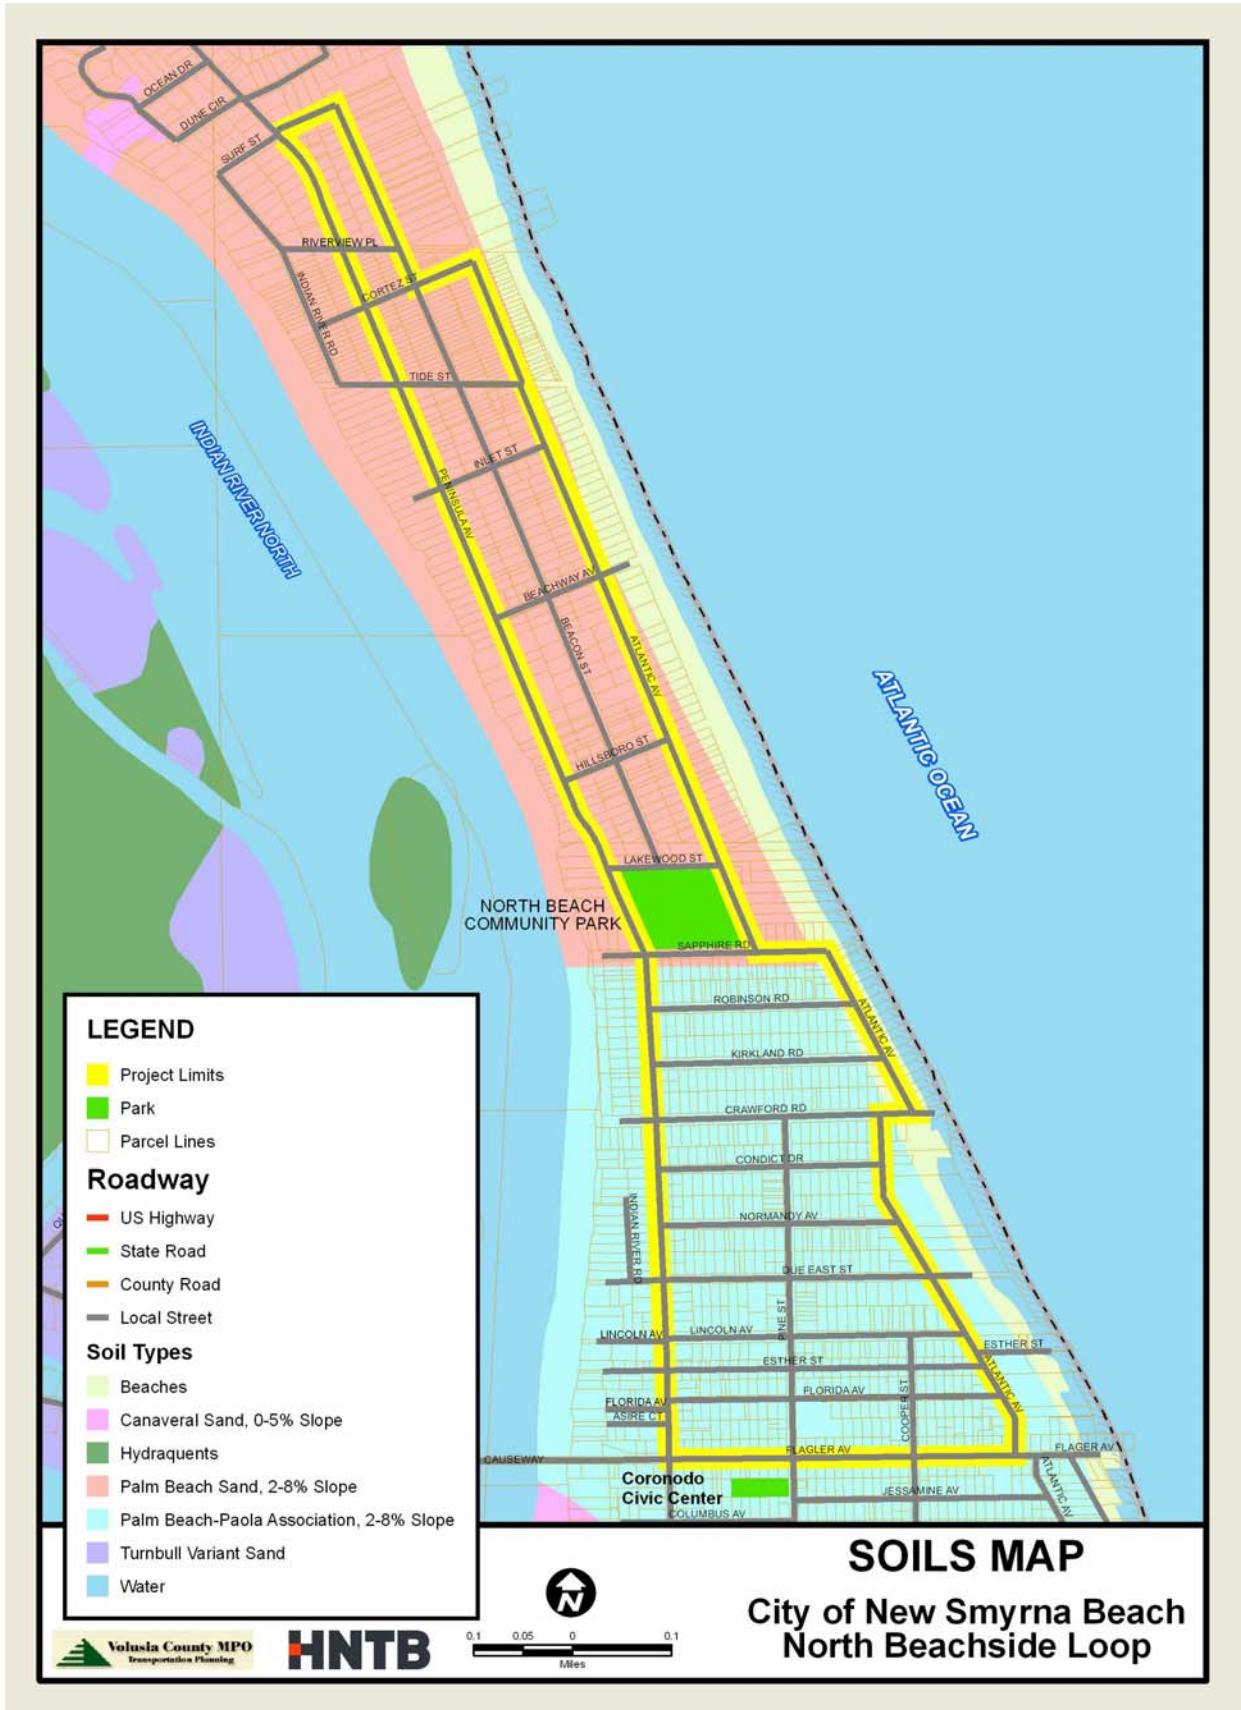 OCEAN DR
DUNE CIR
SURF ST
RIVERVIEW PL
INDIAN RIVER RD
CORTEZ ST
TIDE ST
INLET ST
PENINSULA AV
INDIAN RIVER NORTH
BEACHWAY AV
BEACON ST
ATLANTIC AV
ATLANTIC OCEAN
HILLSBORO ST
LAKEWOOD ST
NORTH BEACH
COMMUNITY PARK
SAPPHIRE RD
ROBINSON RD
ATLANTIC AV
KIRKLAND RD
CRAWFORD RD
CONDICT DR
INDIAN RIVER RD
NORMANDY AV
DUE EAST ST
PINE ST
LINCOLN AV
LINCOLN AV
ESTHER ST
ESTHER ST
ATLANTIC AV
FLORIDA AV
FLORIDA AV
COOPER ST
ASIRE CT
FLAGLER AV
FLAGER AV
CAUSEWAY
Coronodo
Civic Center
JESSAMINE AV
ATLANTIC AV
COLUMBUS AV
LEGEND
Project Limits
Park
Parcel Lines
Roadway
US Highway
State Road
County Road
Local Street
Soil Types
Beaches
Canaveral Sand, 0-5% Slope
Hydraquents
Palm Beach Sand, 2-8% Slope
Palm Beach-Paola Association, 2-8% Slope
Turnbull Variant Sand
Water
SOILS MAP
City of New Smyrna Beach
North Beachside Loop
N
0.1 0.05 0 0.1
Miles
Volusia County MPO
Transportation Planning
HNTB